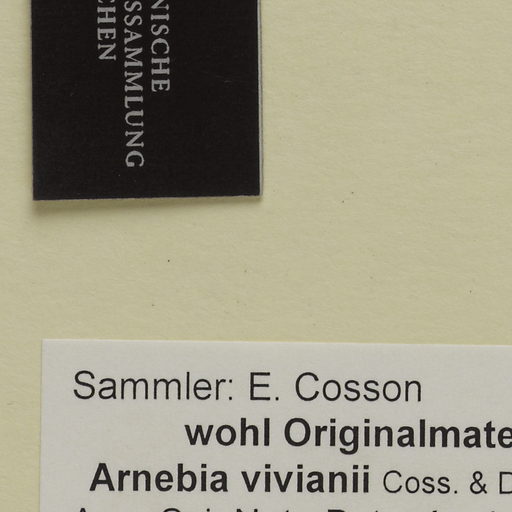 NISCHE
SSAMMLUNG
CHEN
Sammler: E. Cosson
wohl Originalmate
Arnebia vivianii Coss. & D